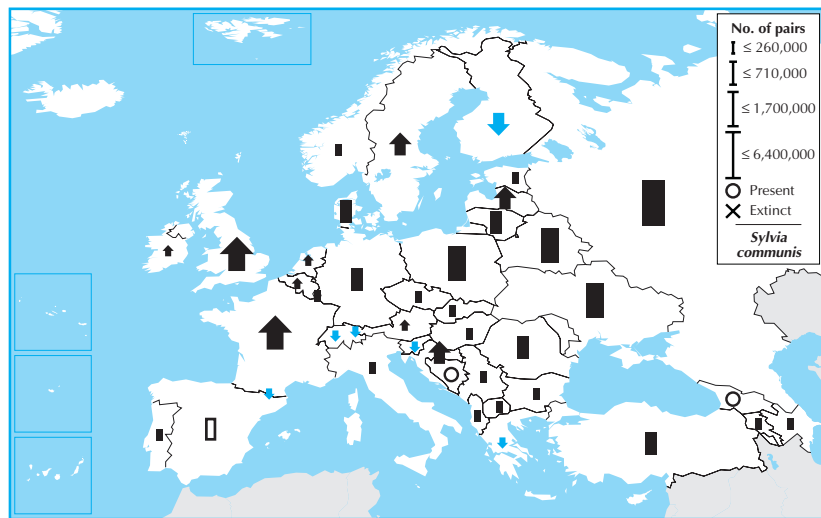 No. of pairs
≤ 260,000
≤ 710,000
≤ 1,700,000
≤ 6,400,000
Present
Extinct
Sylvia
communis